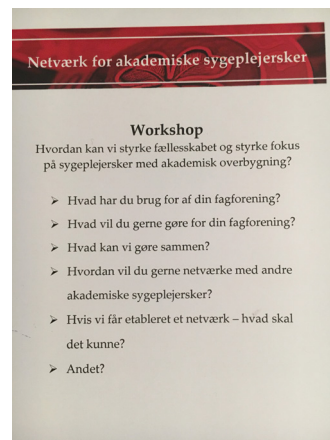 Netværk for akademiske sygeplejersker
Workshop
Hvordan kan vi styrke fællesskabet og styrke fokus
på sygeplejersker med akademisk overbygning?
➢ Hvad har du brug for af din fagforening?
➢ Hvad vil du gerne gøre for din fagforening?
➢ Hvad kan vi gøre sammen?
➢ Hvordan vil du gerne netværke med andre
akademiske sygeplejersker?
➢ Hvis vi får etableret et netværk – hvad skal
det kunne?
➢ Andet?